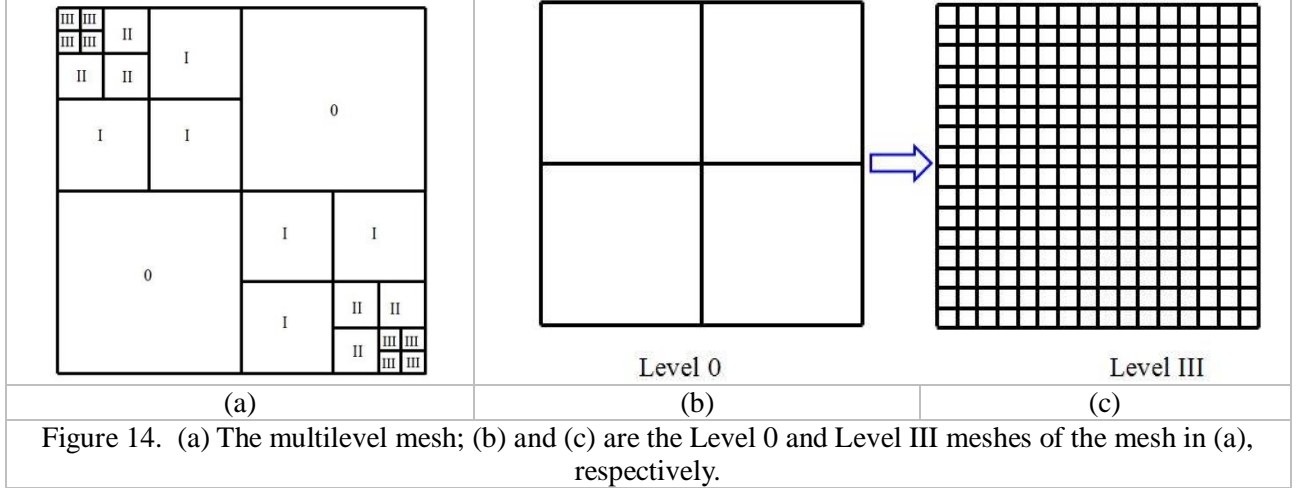 III III
II
I
III III
0
II II
I I
I I
0
II II
I
III III
II
III III
Level 0 Level III
(a) (b) (c)
Figure 14. (a) The multilevel mesh; (b) and (c) are the Level 0 and Level III meshes of the mesh in (a),
respectively.